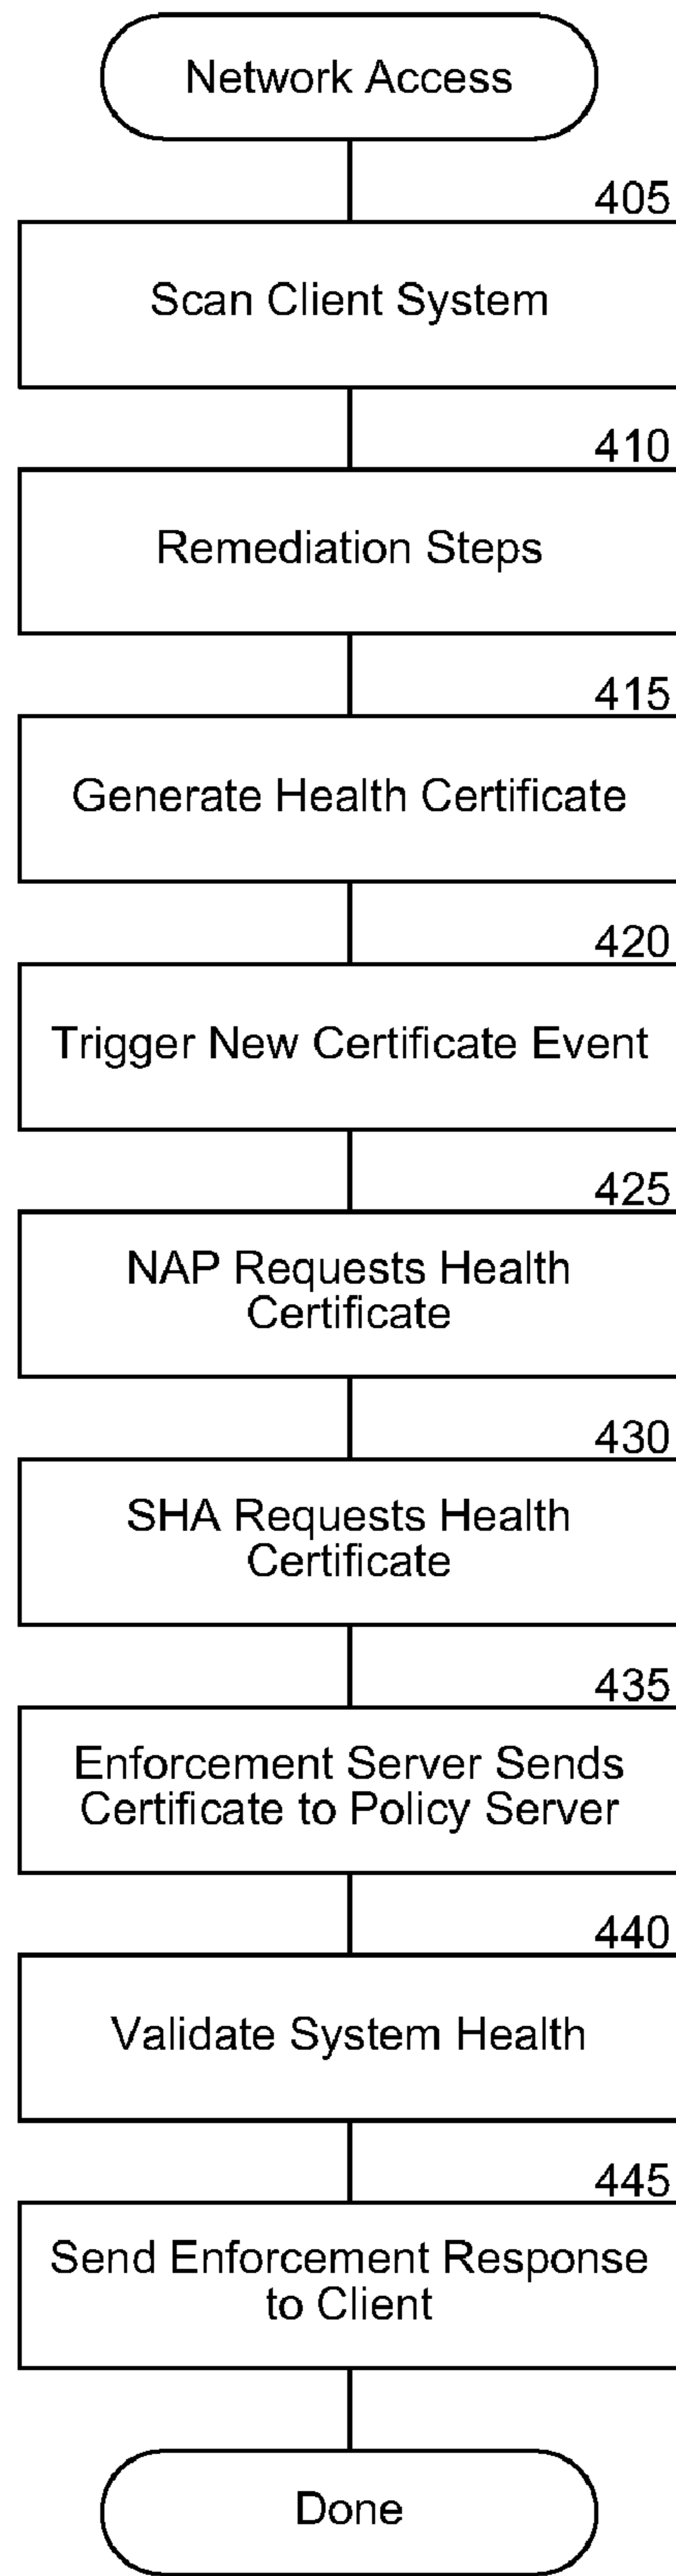 Network Access
405
Scan Client System
410
Remediation Steps
415
Generate Health Certificate
420
Trigger New Certificate Event
425
NAP Requests Health
Certificate
430
SHA Requests Health
Certificate
435
Enforcement Server Sends
Certificate to Policy Server
440
Validate System Health
445
Send Enforcement Response
to Client
Done